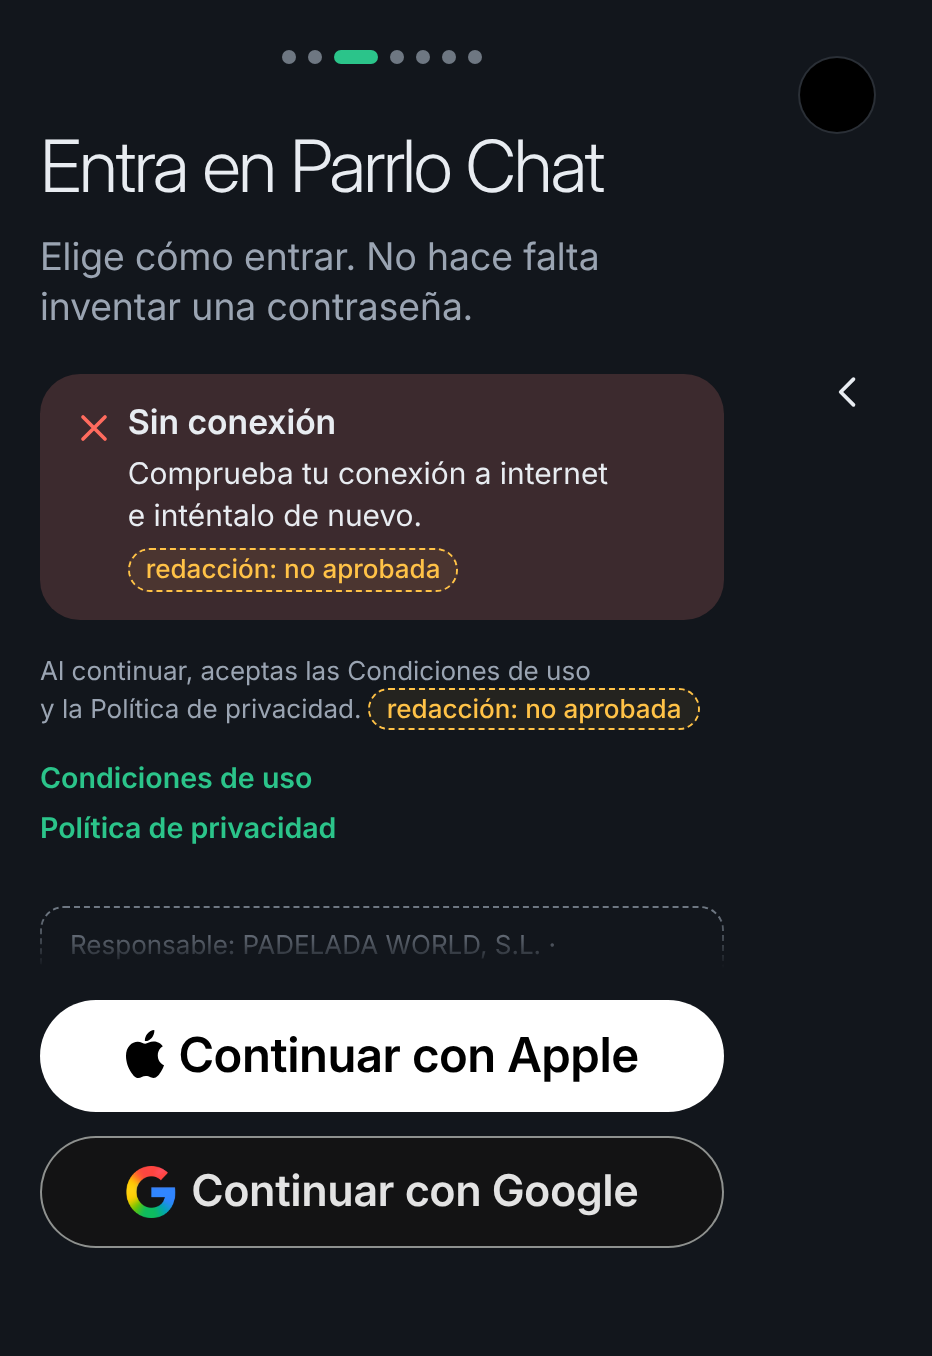 Entra en Parrlo Chat
Elige cómo entrar. No hace falta
inventar una contraseña.
Sin conexión
Comprueba tu conexión a internet
e inténtalo de nuevo.
redacción: no aprobada
Al continuar, aceptas las Condiciones de uso
y la Política de privacidad. redacción: no aprobada
Condiciones de uso
Política de privacidad
Responsable: PADELADA WORLD, S.L. ·
Continuar con Apple
Continuar con Google